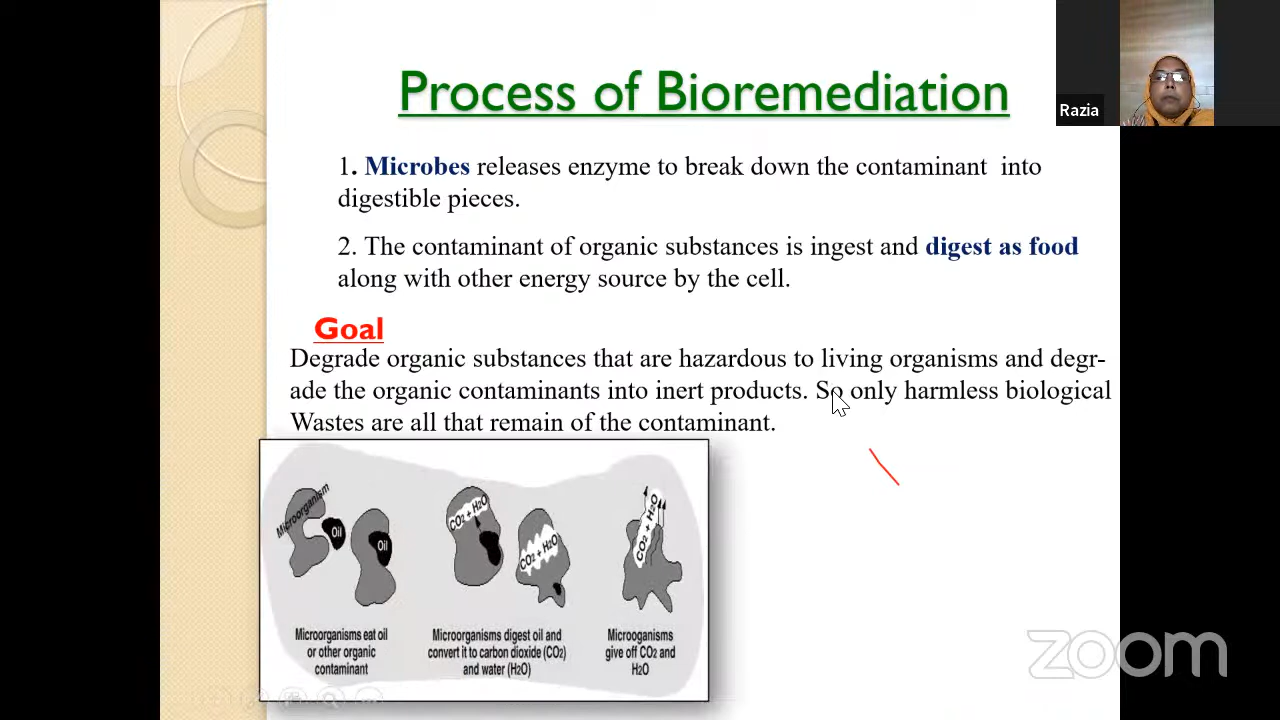 Process of Bioremediation
Razia
1. Microbes releases enzyme to break down the contaminant into
digestible pieces.
2. The contaminant of organic substances is ingest and digest as food
along with other energy source by the cell.
Goal
Degrade organic substances that are hazardous to living organisms and degr-
ade the organic contaminants into inert products. So only harmless biological
Wastes are all that remain of the contaminant.
Microorganism
Oil
Oil
CO2 + H2O
CO2 + H2O
CO2 + H2O
Microorganisms eat oil
or other organic
contaminant
Microorganisms digest oil and
convert it to carbon dioxide (CO2)
and water (H2O)
Microoganisms
give off CO2 and
H2O
zoom